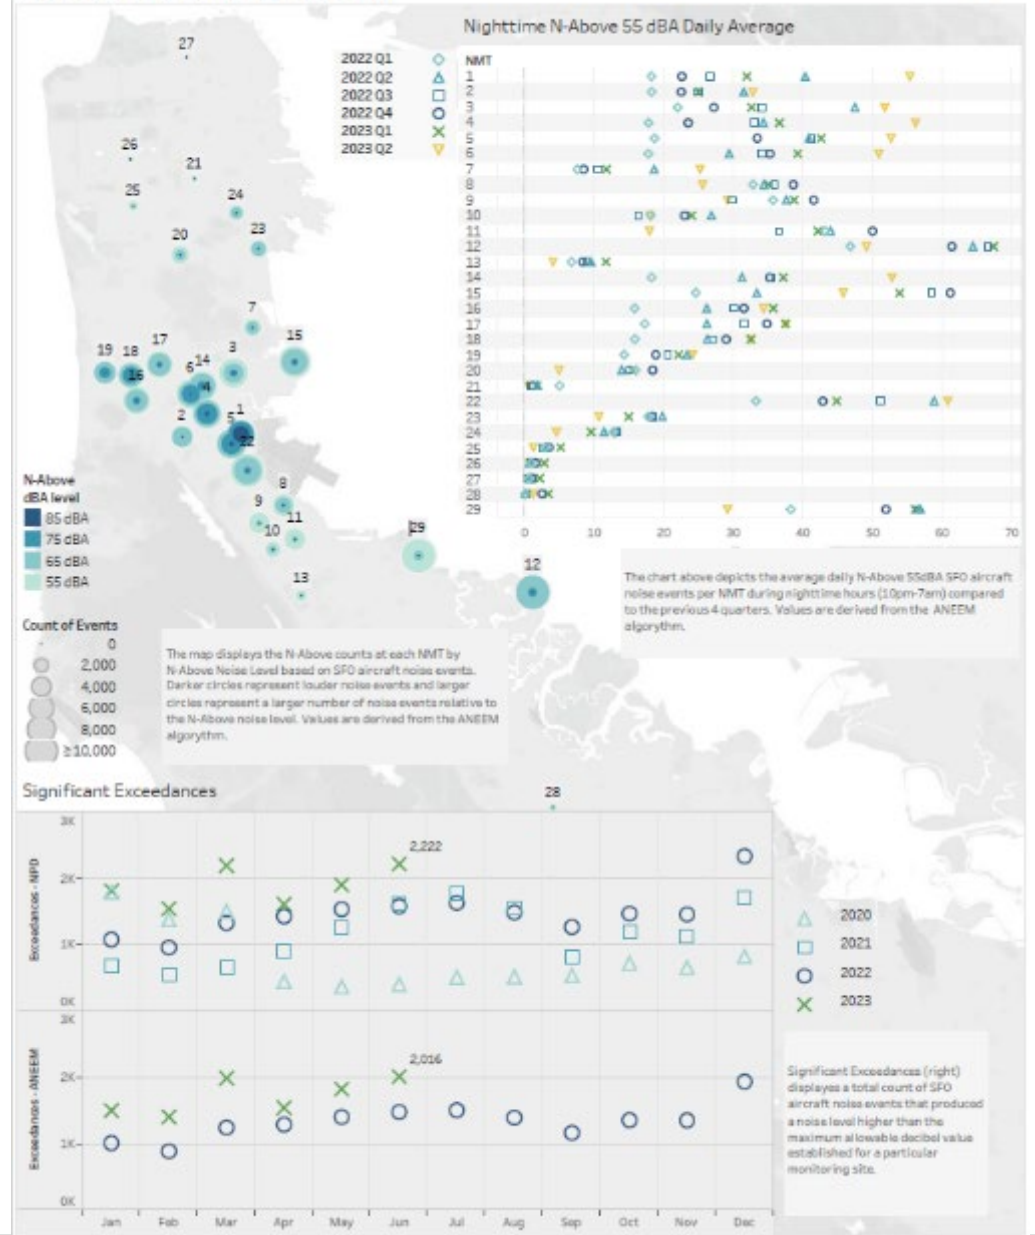 Nighttime N-Above 55 dBA Daily Average
2022 Q1
2022 Q2
2022 Q3
2022 Q4
2023 Q1
2023 Q2
NMT
1
2
3
4
5
6
7
8
9
10
11
12
13
14
15
16
17
18
19
20
21
22
23
24
25
26
27
28
29
0 10 20 30 40 50 60 70
27
26
21
25
24
23
20
7
19
18
17
3
15
6
14
16
4
2
5
1
22
8
9
11
10
29
12
13
N-Above
dBA level
85 dBA
75 dBA
65 dBA
55 dBA
Count of Events
0
2,000
4,000
6,000
8,000
≥10,000
The map displays the N-Above counts at each NMT by
N-Above Noise Level based on SFO aircraft noise events.
Darker circles represent louder noise events and larger
circles represent a larger number of noise events relative to
the N-Above noise level. Values are derived from the ANEEM
algorythm.
The chart above depicts the average daily N-Above 55dBA SFO aircraft
noise events per NMT during nighttime hours (10pm-7am) compared
to the previous 4 quarters. Values are derived from the ANEEM
algorythm.
Significant Exceedances
28
Exceedances - NPD
3K
2K
1K
0K
2,222
Exceedances - ANEEM
3K
2K
1K
0K
2,016
Jan Feb Mar Apr May Jun Jul Aug Sep Oct Nov Dec
2020
2021
2022
2023
Significant Exceedances (right)
displayes a total count of SFO
aircraft noise events that produced
a noise level higher than the
maximum allowable decibel value
established for a particular
monitoring site.